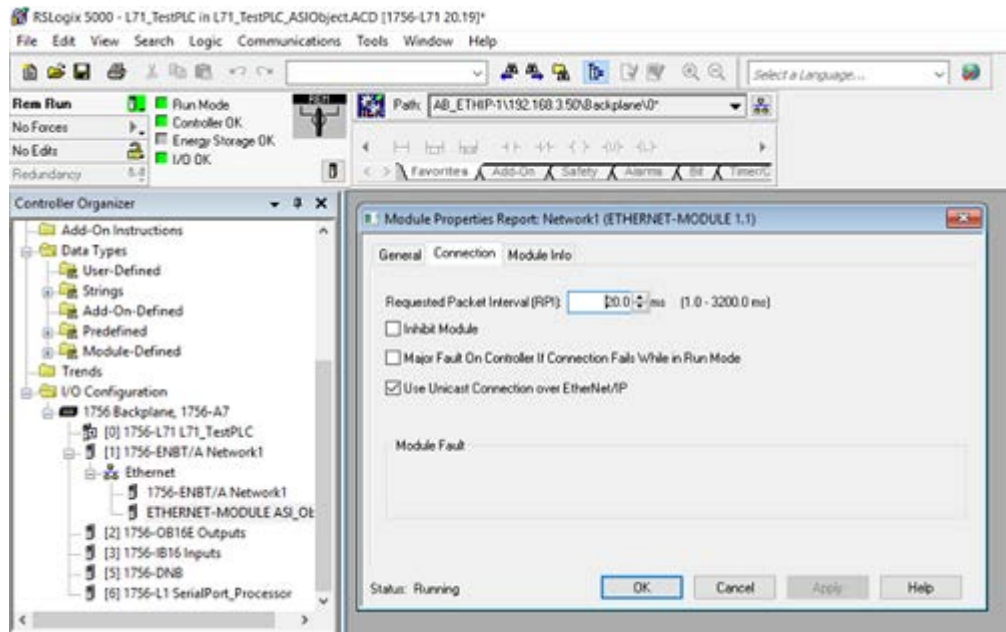 RSLogix 5000 - L71_TestPLC in L71_TestPLC_ASIObject.ACD [1756-L71 20.19]*
File Edit View Search Logic Communications Tools Window Help
Select a Language...
Rem Run
Run Mode
No Forces
Controller OK
Energy Storage OK
No Edits
I/O OK
Redundancy
REM
Path: AB_ETHIP-1\192.168.3.50\Backplane\0*
Favorites Add-On Safety Alarms Bit Timer/C
Controller Organizer
Add-On Instructions
Data Types
User-Defined
Strings
Add-On-Defined
Predefined
Module-Defined
Trends
I/O Configuration
1756 Backplane, 1756-A7
[0] 1756-L71 L71_TestPLC
[1] 1756-ENBT/A Network1
Ethernet
1756-ENBT/A Network1
ETHERNET-MODULE ASI_Ob
[2] 1756-OB16E Outputs
[3] 1756-IB16 Inputs
[5] 1756-DNB
[6] 1756-L1 SerialPort_Processor
Module Properties Report: Network1 (ETHERNET-MODULE 1.1)
General Connection Module Info
Requested Packet Interval (RPI): 20.0 ms (1.0 - 3200.0 ms)
Inhibit Module
Major Fault On Controller If Connection Fails While in Run Mode
Use Unicast Connection over EtherNet/IP
Module Fault
Status: Running
OK Cancel Apply Help